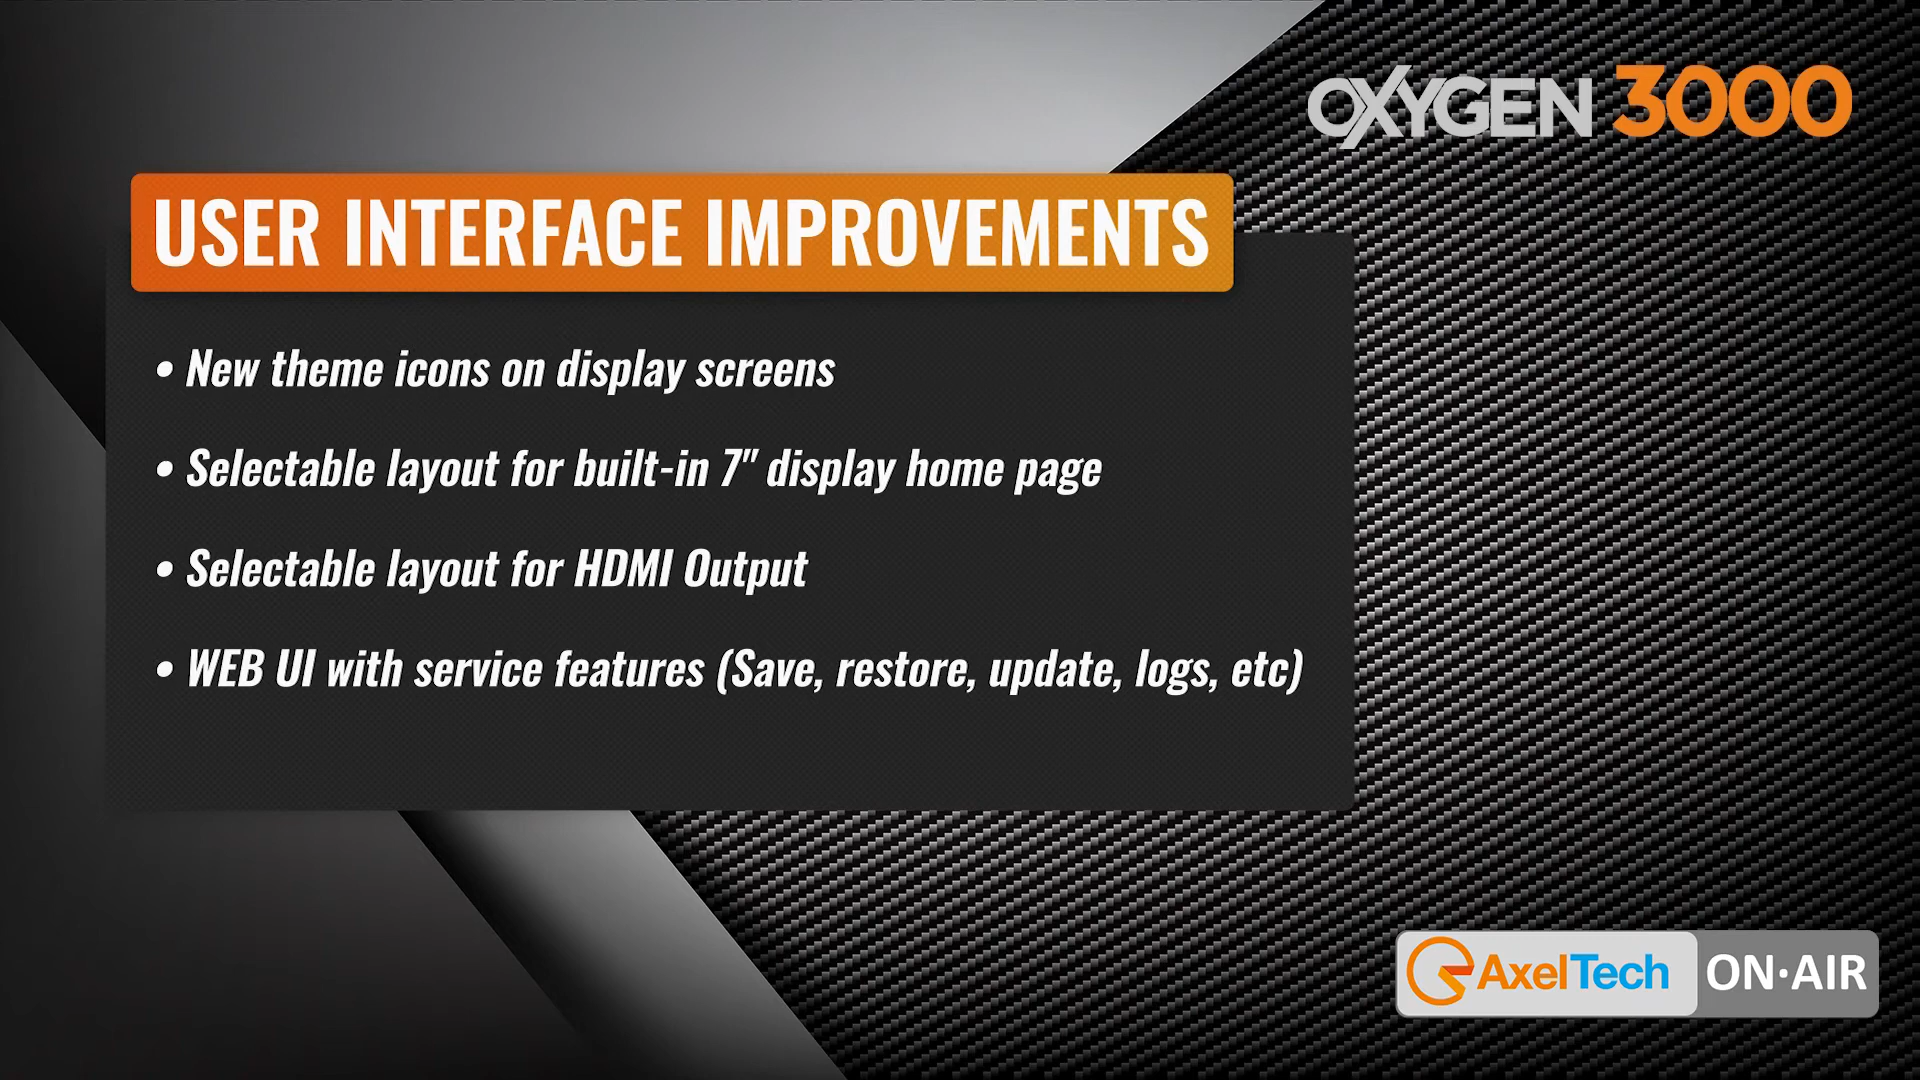 OXYGEN 3000
USER INTERFACE IMPROVEMENTS
• New theme icons on display screens
• Selectable layout for built-in 7" display home page
• Selectable layout for HDMI Output
• WEB UI with service features (Save, restore, update, logs, etc)
AxelTech ON·AIR